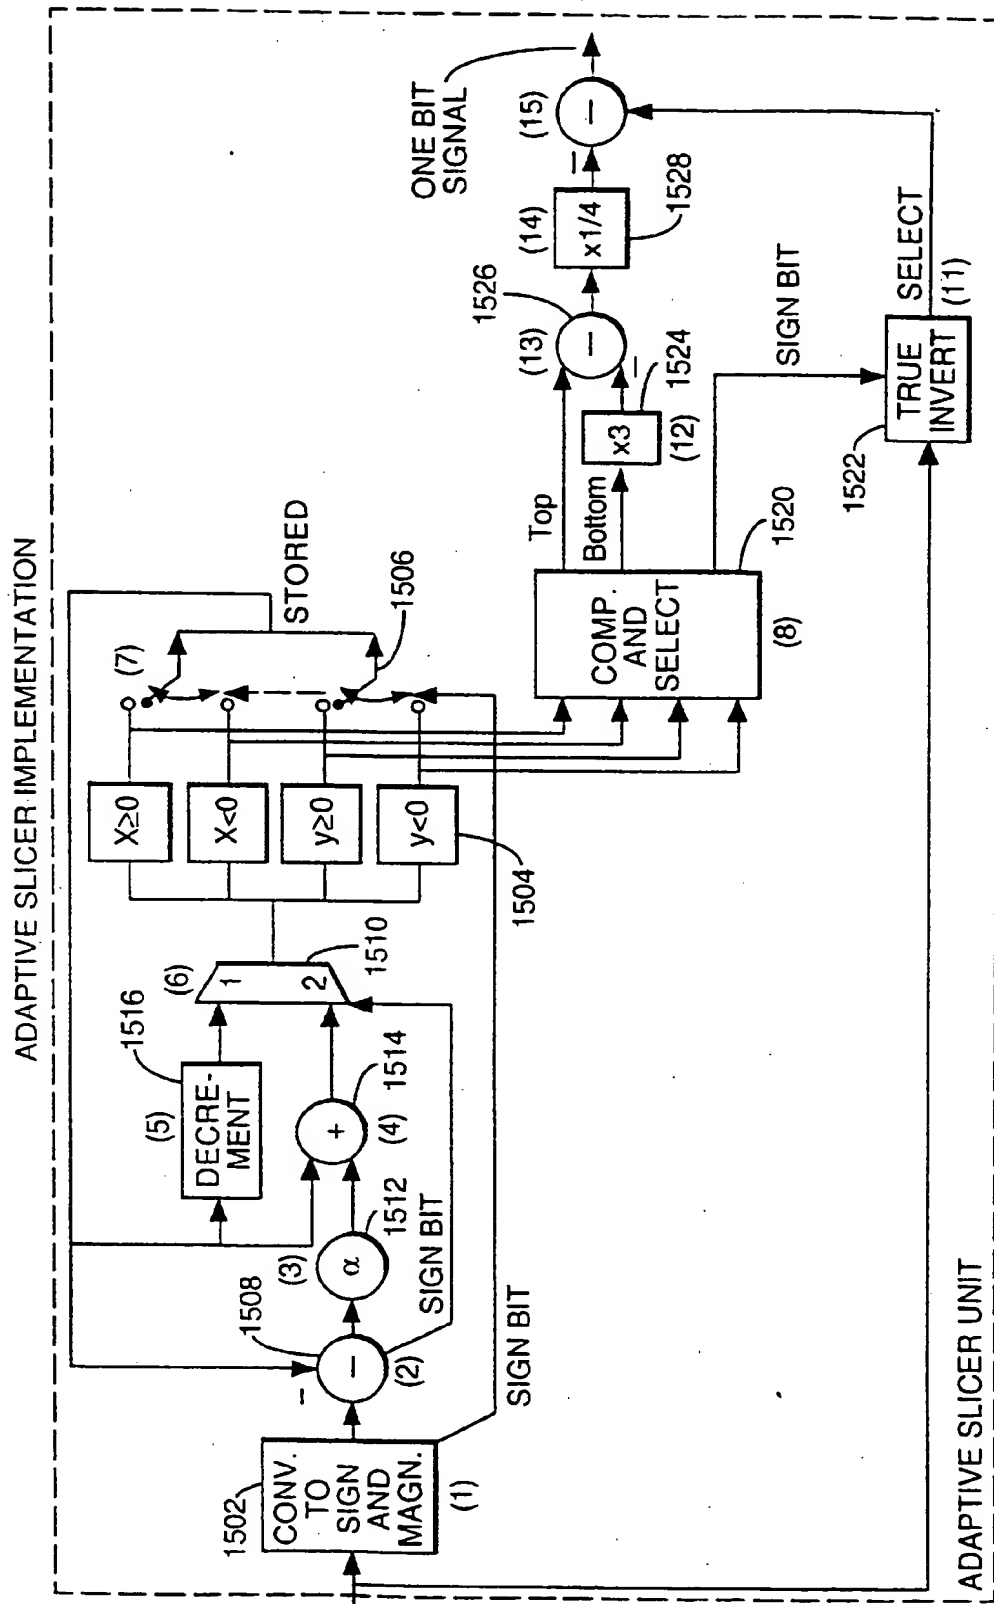 ADAPTIVE SLICER IMPLEMENTATION
1502
CONV.
TO
SIGN
AND
MAGN.
(1)
1508
−
−
(2)
SIGN BIT
SIGN BIT
(3)
α
1512
(5)
1516
DECRE-
MENT
+
1514
(4)
(6)
1
2
1510
X≥0
X<0
y≥0
y<0
1504
(7)
STORED
1506
COMP.
AND
SELECT
(8)
1520
Top
Bottom
x3
1524
(12)
−
(13)
1526
−
(14)
x1/4
1528
−
(15)
−
ONE BIT
SIGNAL
SIGN BIT
1522
TRUE
INVERT
SELECT
(11)
ADAPTIVE SLICER UNIT